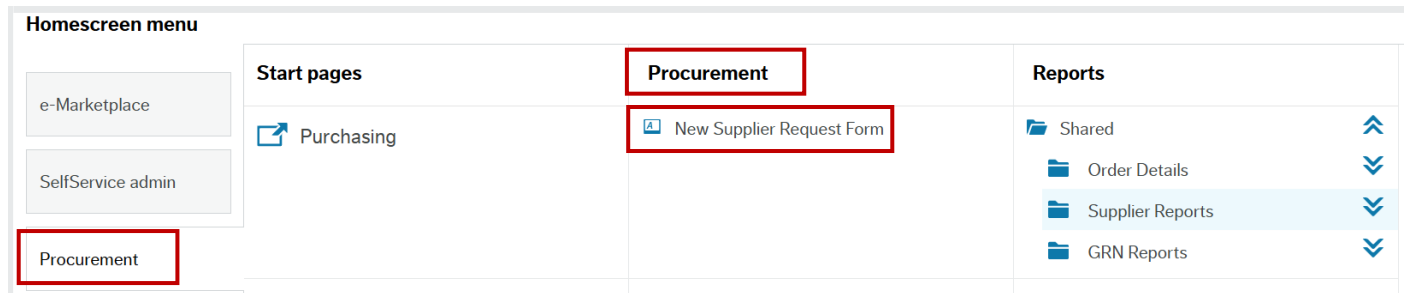 Homescreen menu
e-Marketplace
SelfService admin
Procurement
Start pages
Purchasing
Procurement
A New Supplier Request Form
Reports
Shared
Order Details
Supplier Reports
GRN Reports